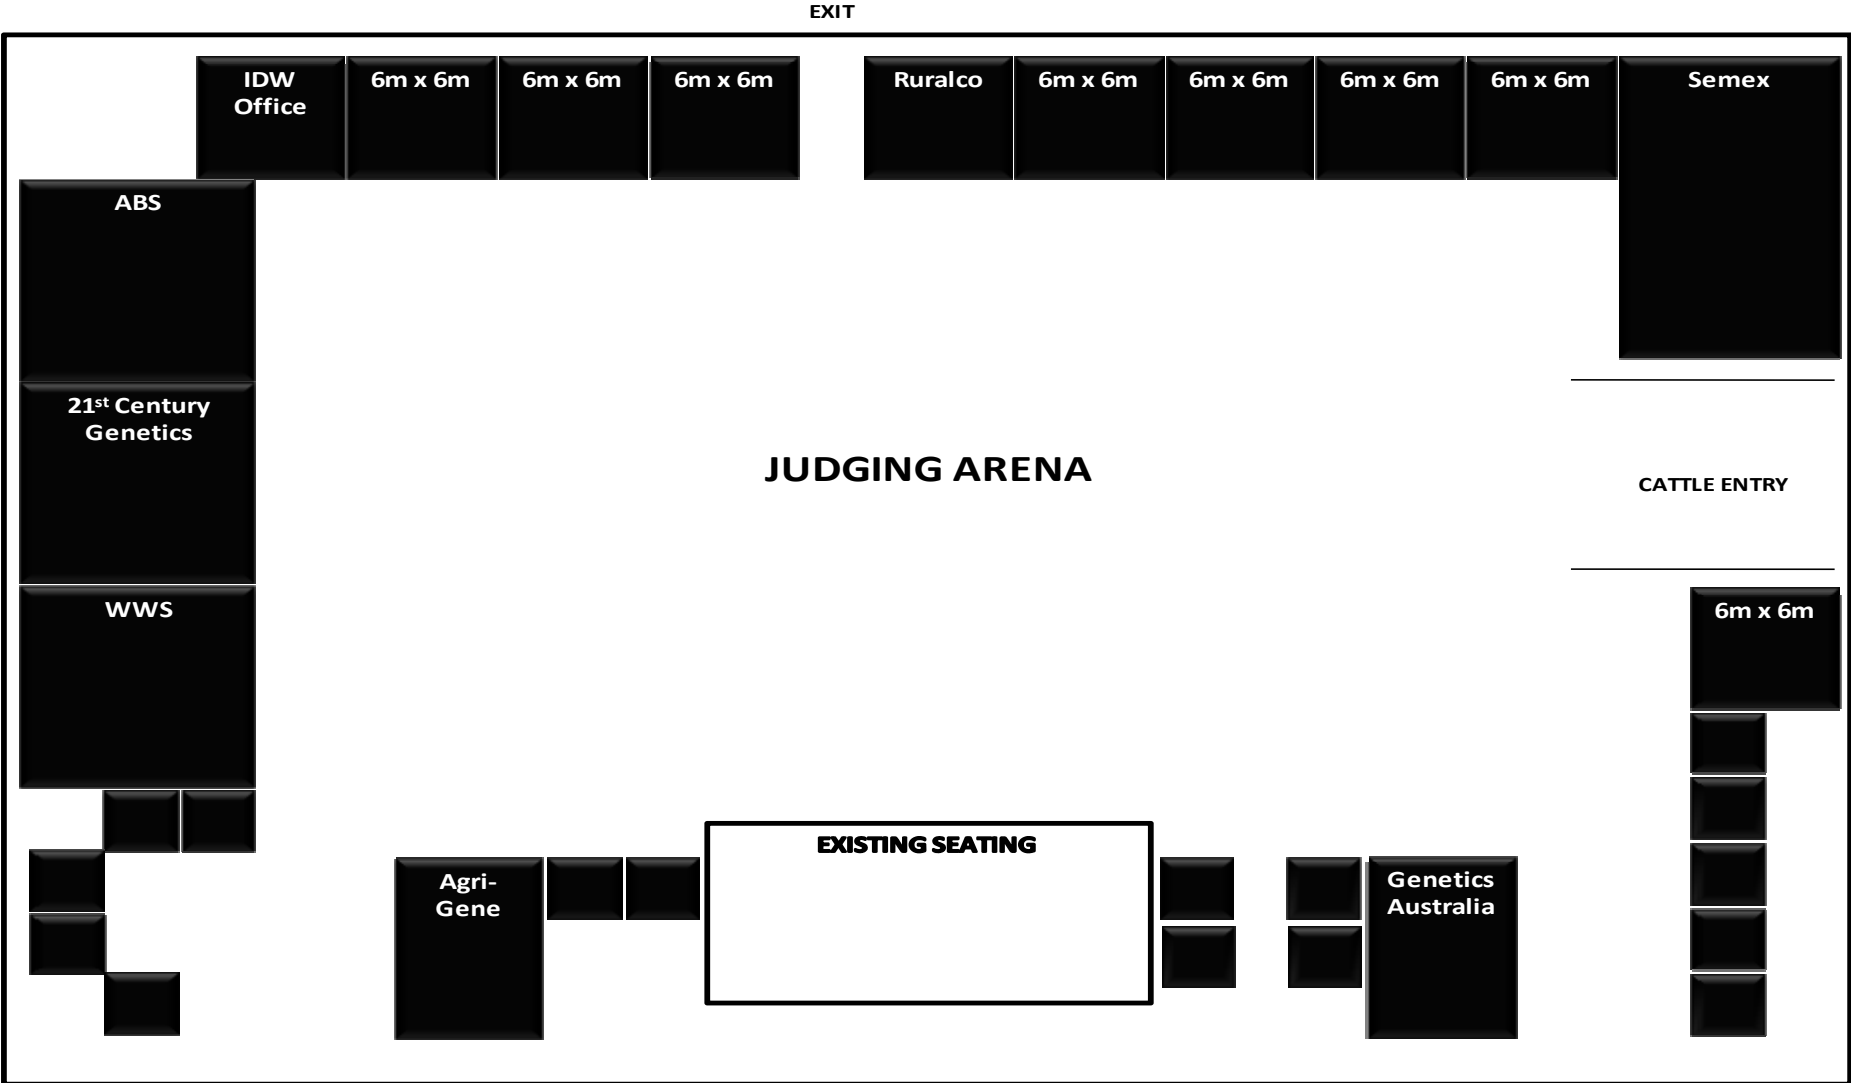 EXIT
IDW
Office
6m x 6m
6m x 6m
6m x 6m
Ruralco
6m x 6m
6m x 6m
6m x 6m
6m x 6m
Semex
ABS
21st Century
Genetics
JUDGING ARENA
CATTLE ENTRY
WWS
6m x 6m
EXISTING SEATING
Agri-
Gene
Genetics
Australia